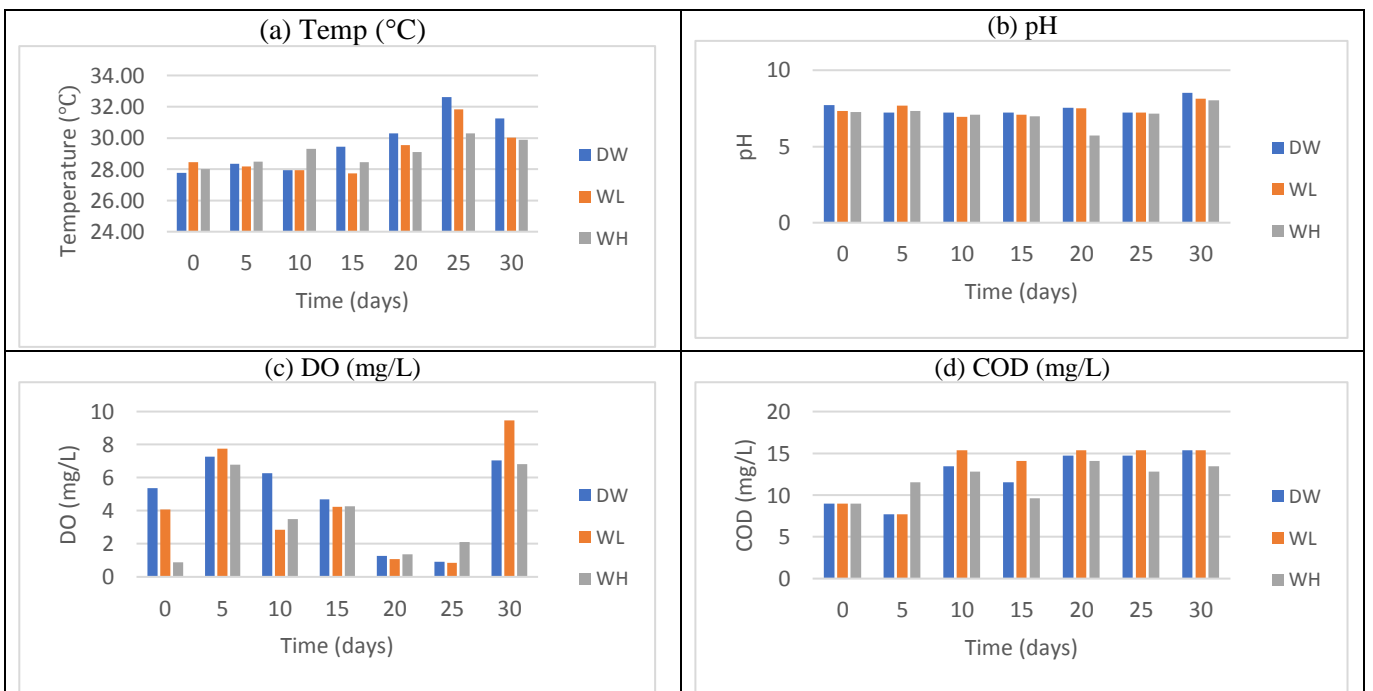 (a) Temp (°C)
Temperature (°C)
34.00
32.00
30.00
28.00
26.00
24.00
0 5 10 15 20 25 30
Time (days)
DW
WL
WH
(b) pH
pH
10
5
0
0 5 10 15 20 25 30
Time (days)
DW
WL
WH
(c) DO (mg/L)
DO (mg/L)
10
8
6
4
2
0
0 5 10 15 20 25 30
Time (days)
DW
WL
WH
(d) COD (mg/L)
COD (mg/L)
20
15
10
5
0
0 5 10 15 20 25 30
Time (days)
DW
WL
WH